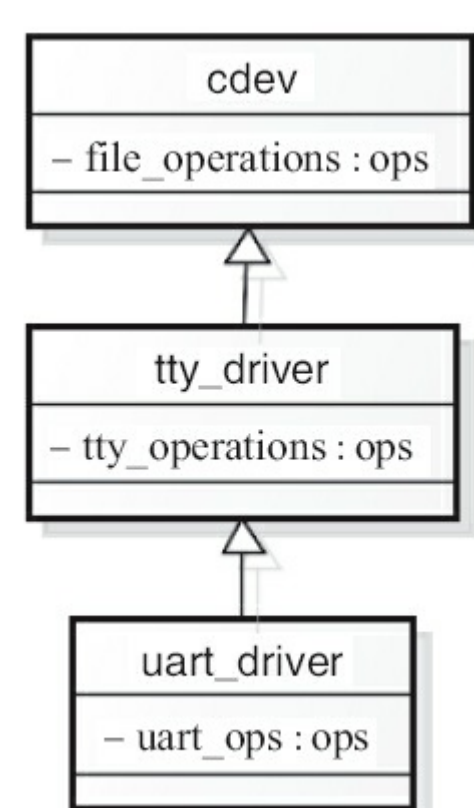 cdev
– file_operations : ops
tty_driver
– tty_operations : ops
uart_driver
– uart_ops : ops